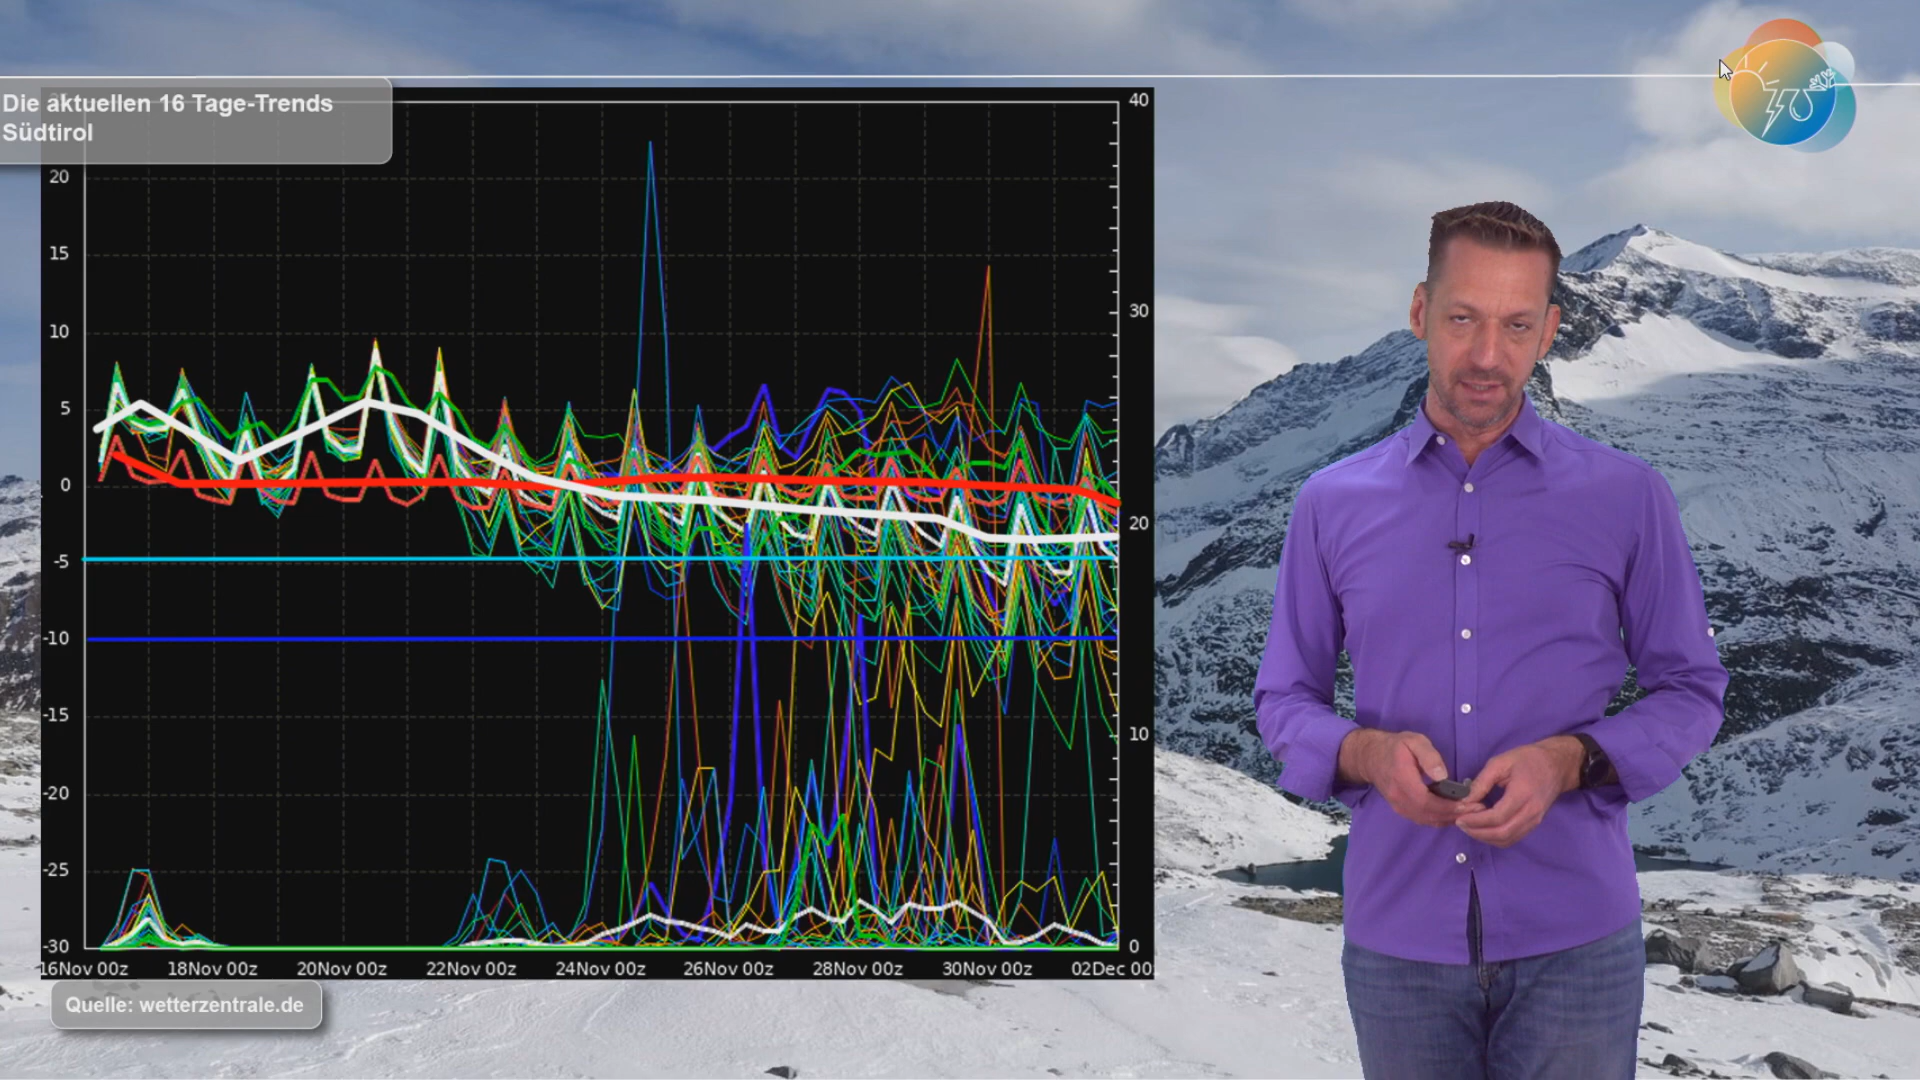 Die aktuellen 16 Tage-Trends
Südtirol
40
20
15
30
10
5
0
20
-5
-10
-15
10
-20
-25
-30
0
16Nov 00z
18Nov 00z
20Nov 00z
22Nov 00z
24Nov 00z
26Nov 00z
28Nov 00z
30Nov 00z
02Dec 00
Quelle: wetterzentrale.de